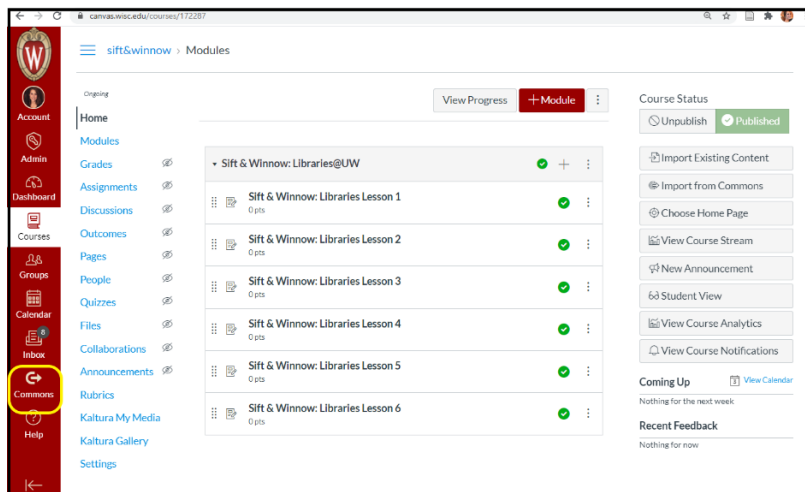 canvas.wisc.edu/courses/172287
W
Account
Admin
Dashboard
Courses
Groups
Calendar
8
Inbox
Commons
Help
sift&winnow › Modules
Ongoing
Home
Modules
Grades
Assignments
Discussions
Outcomes
Pages
People
Quizzes
Files
Collaborations
Announcements
Rubrics
Kaltura My Media
Kaltura Gallery
Settings
View Progress
+Module
Sift & Winnow: Libraries@UW
Sift & Winnow: Libraries Lesson 1
0 pts
Sift & Winnow: Libraries Lesson 2
0 pts
Sift & Winnow: Libraries Lesson 3
0 pts
Sift & Winnow: Libraries Lesson 4
0 pts
Sift & Winnow: Libraries Lesson 5
0 pts
Sift & Winnow: Libraries Lesson 6
0 pts
Course Status
Unpublish Published
Import Existing Content
Import from Commons
Choose Home Page
View Course Stream
New Announcement
Student View
View Course Analytics
View Course Notifications
Coming Up View Calendar
Nothing for the next week
Recent Feedback
Nothing for now